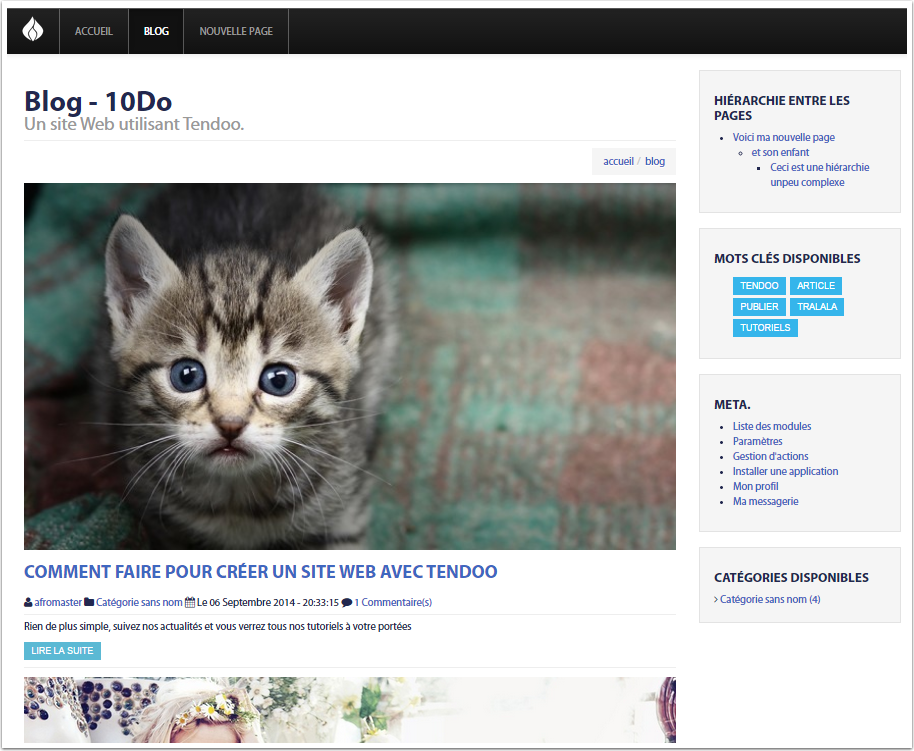 ACCUEIL
BLOG
NOUVELLE PAGE
Blog - 10Do
Un site Web utilisant Tendoo.
accueil / blog
COMMENT FAIRE POUR CRÉER UN SITE WEB AVEC TENDOO
afromaster Catégorie sans nom Le 06 Septembre 2014 - 20:33:15 1 Commentaire(s)
Rien de plus simple, suivez nos actualités et vous verrez tous nos tutoriels à votre portées
LIRE LA SUITE
HIÉRARCHIE ENTRE LES
PAGES
Voici ma nouvelle page
et son enfant
Ceci est une hiérarchie
unpeu complexe
MOTS CLÉS DISPONIBLES
TENDOO ARTICLE
PUBLIER TRALALA
TUTORIELS
META.
Liste des modules
Paramètres
Gestion d'actions
Installer une application
Mon profil
Ma messagerie
CATÉGORIES DISPONIBLES
> Catégorie sans nom (4)